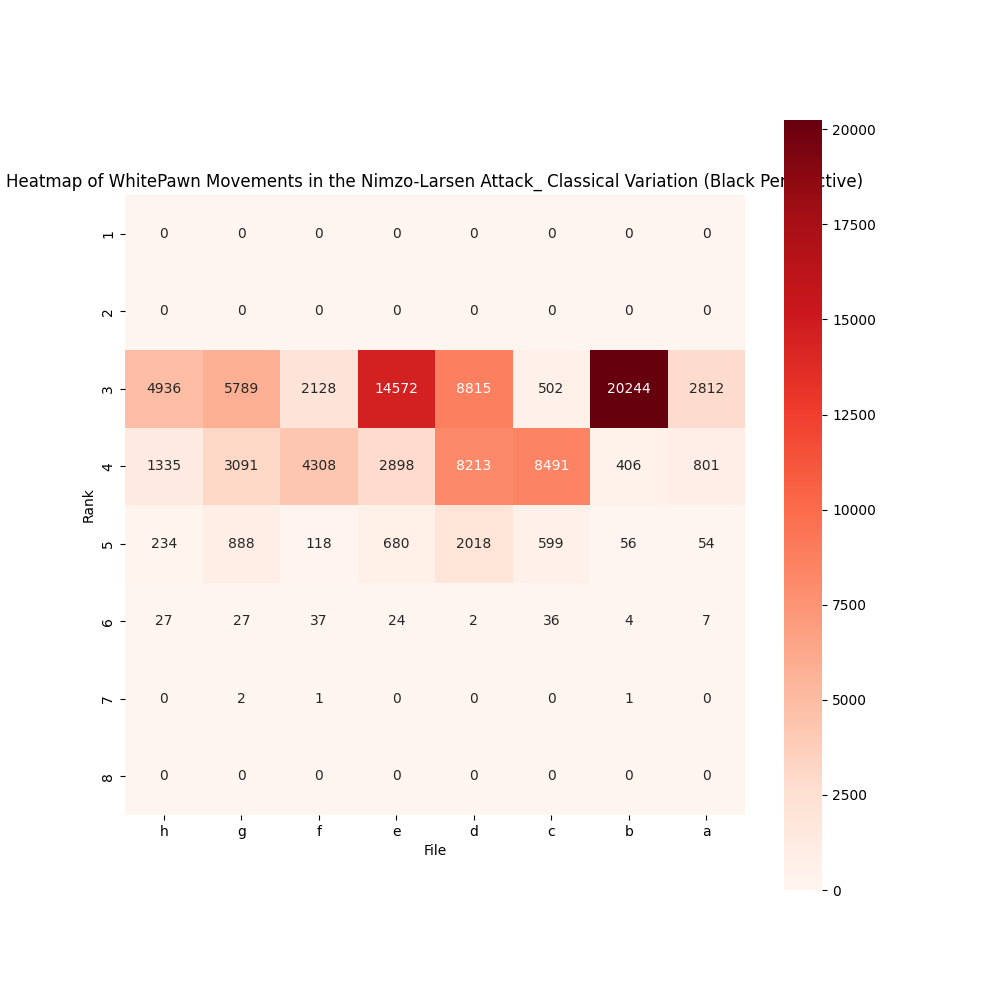 Heatmap of WhitePawn Movements in the Nimzo-Larsen Attack_ Classical Variation (Black Per ctive)
1 0 0 0 0 0 0 0 0
2 0 0 0 0 0 0 0 0
3 4936 5789 2128 14572 8815 502 20244 2812
4 1335 3091 4308 2898 8213 8491 406 801
5 234 888 118 680 2018 599 56 54
6 27 27 37 24 2 36 4 7
7 0 2 1 0 0 0 1 0
8 0 0 0 0 0 0 0 0
Rank
h g f e d c b a
File
20000
17500
15000
12500
10000
7500
5000
2500
0